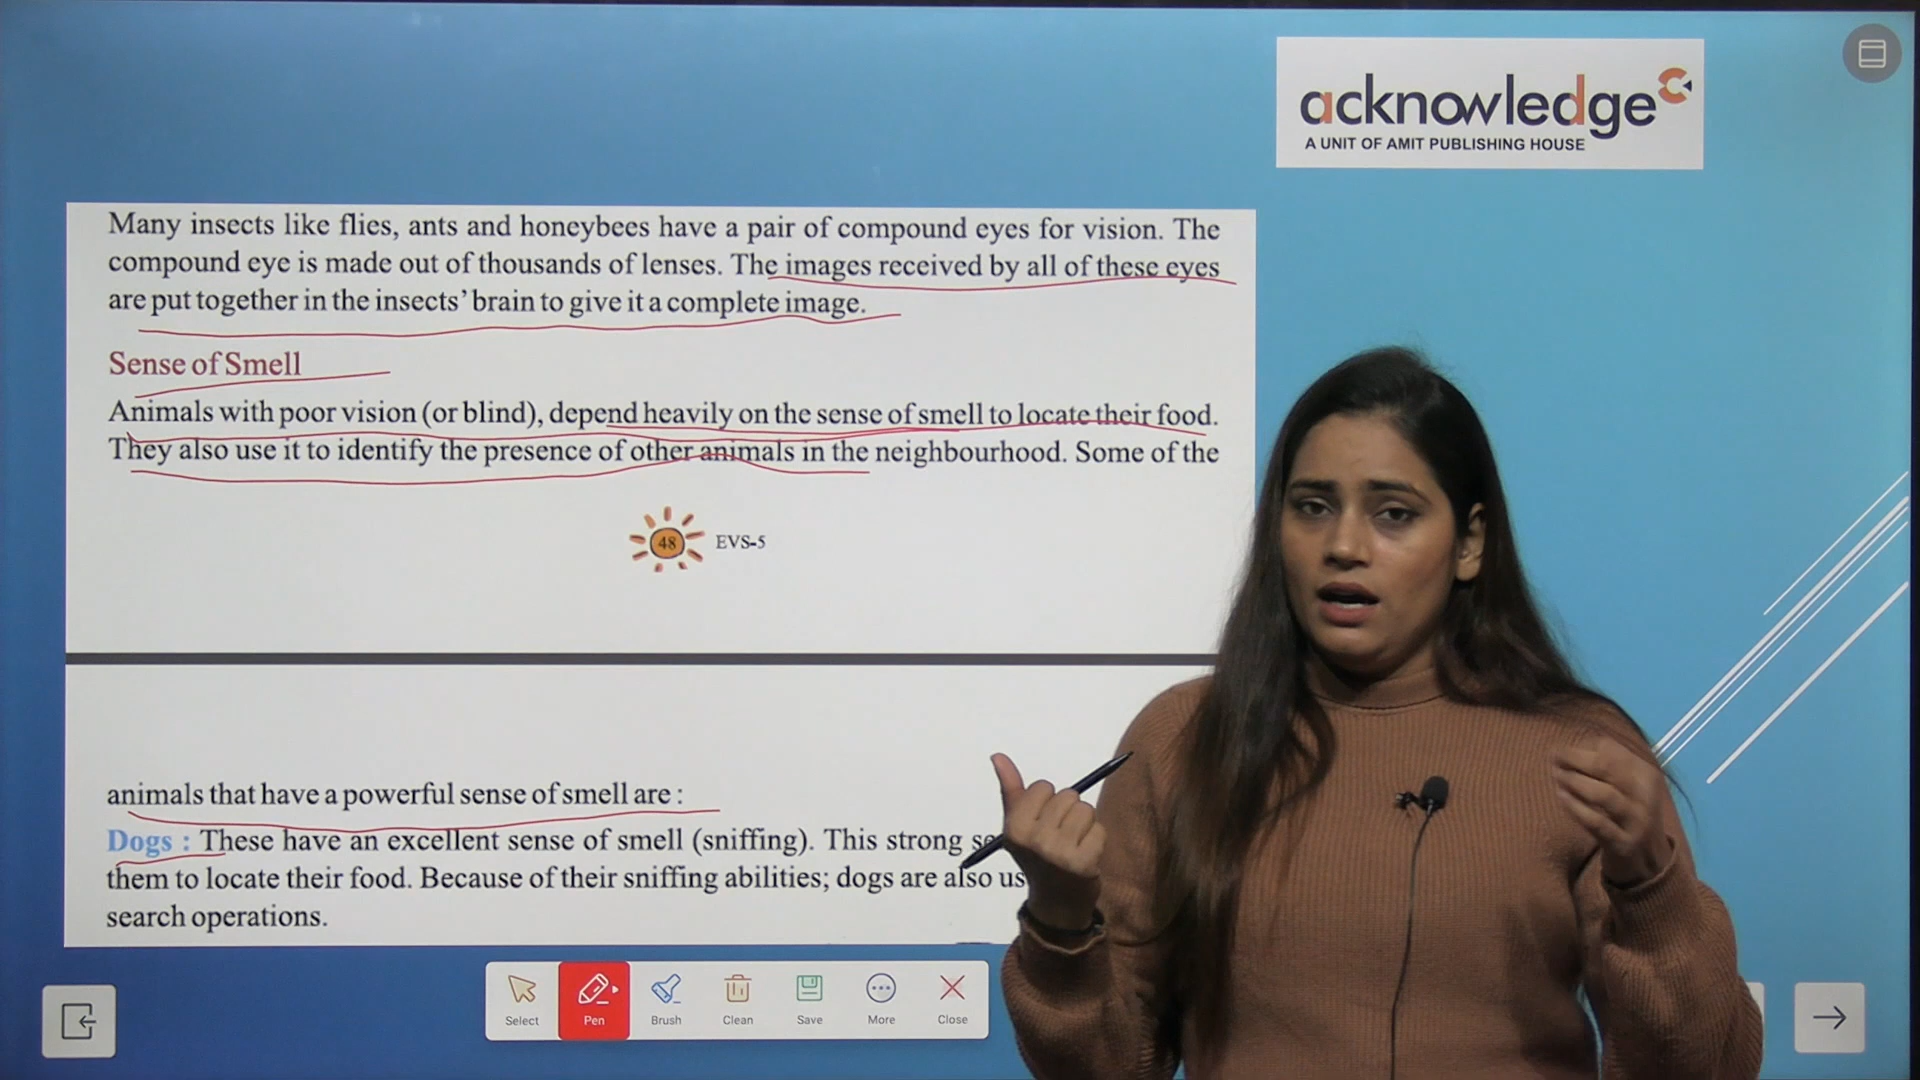 acknowledge
A UNIT OF AMIT PUBLISHING HOUSE
Many insects like flies, ants and honeybees have a pair of compound eyes for vision. The
compound eye is made out of thousands of lenses. The images received by all of these eyes
are put together in the insects' brain to give it a complete image.
Sense of Smell
Animals with poor vision (or blind), depend heavily on the sense of smell to locate their food.
They also use it to identify the presence of other animals in the neighbourhood. Some of the
48 EVS-5
animals that have a powerful sense of smell are :
Dogs : These have an excellent sense of smell (sniffing). This strong
them to locate their food. Because of their sniffing abilities; dogs are also
search operations.
Select Pen Brush Clean Save More Close